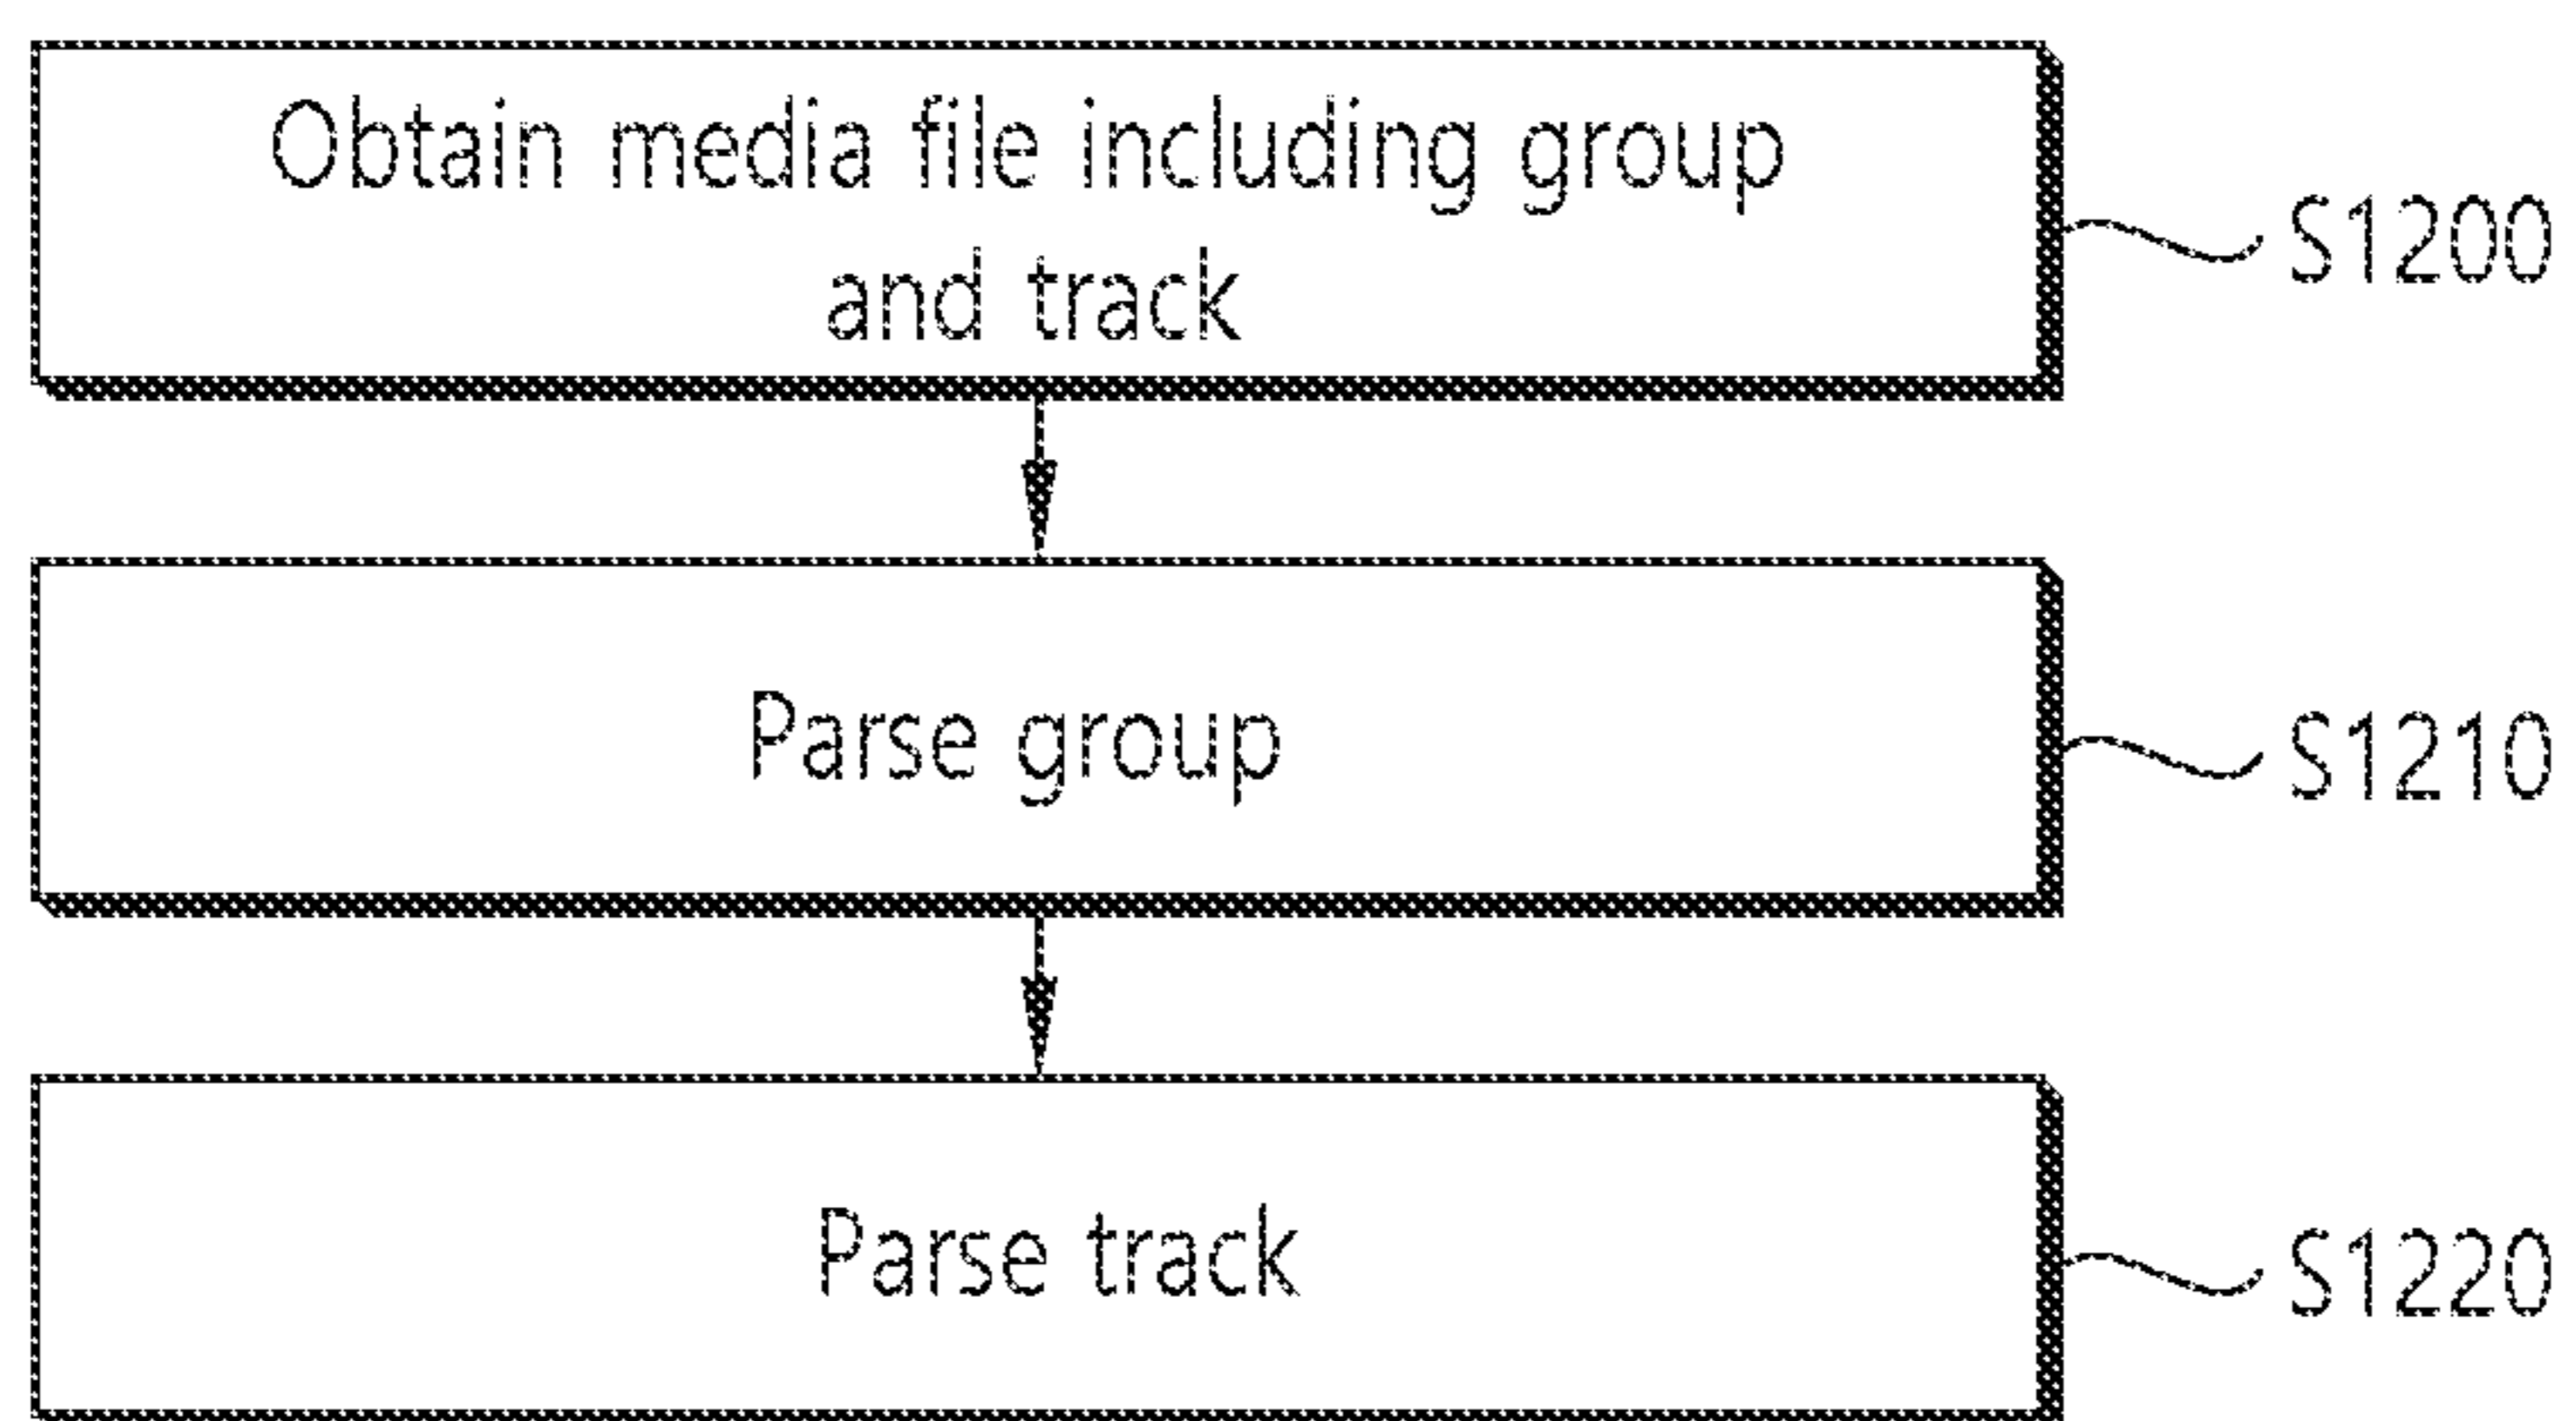 Obtain media file including group
and track
S1200
Parse group
S1210
Parse track
S1220